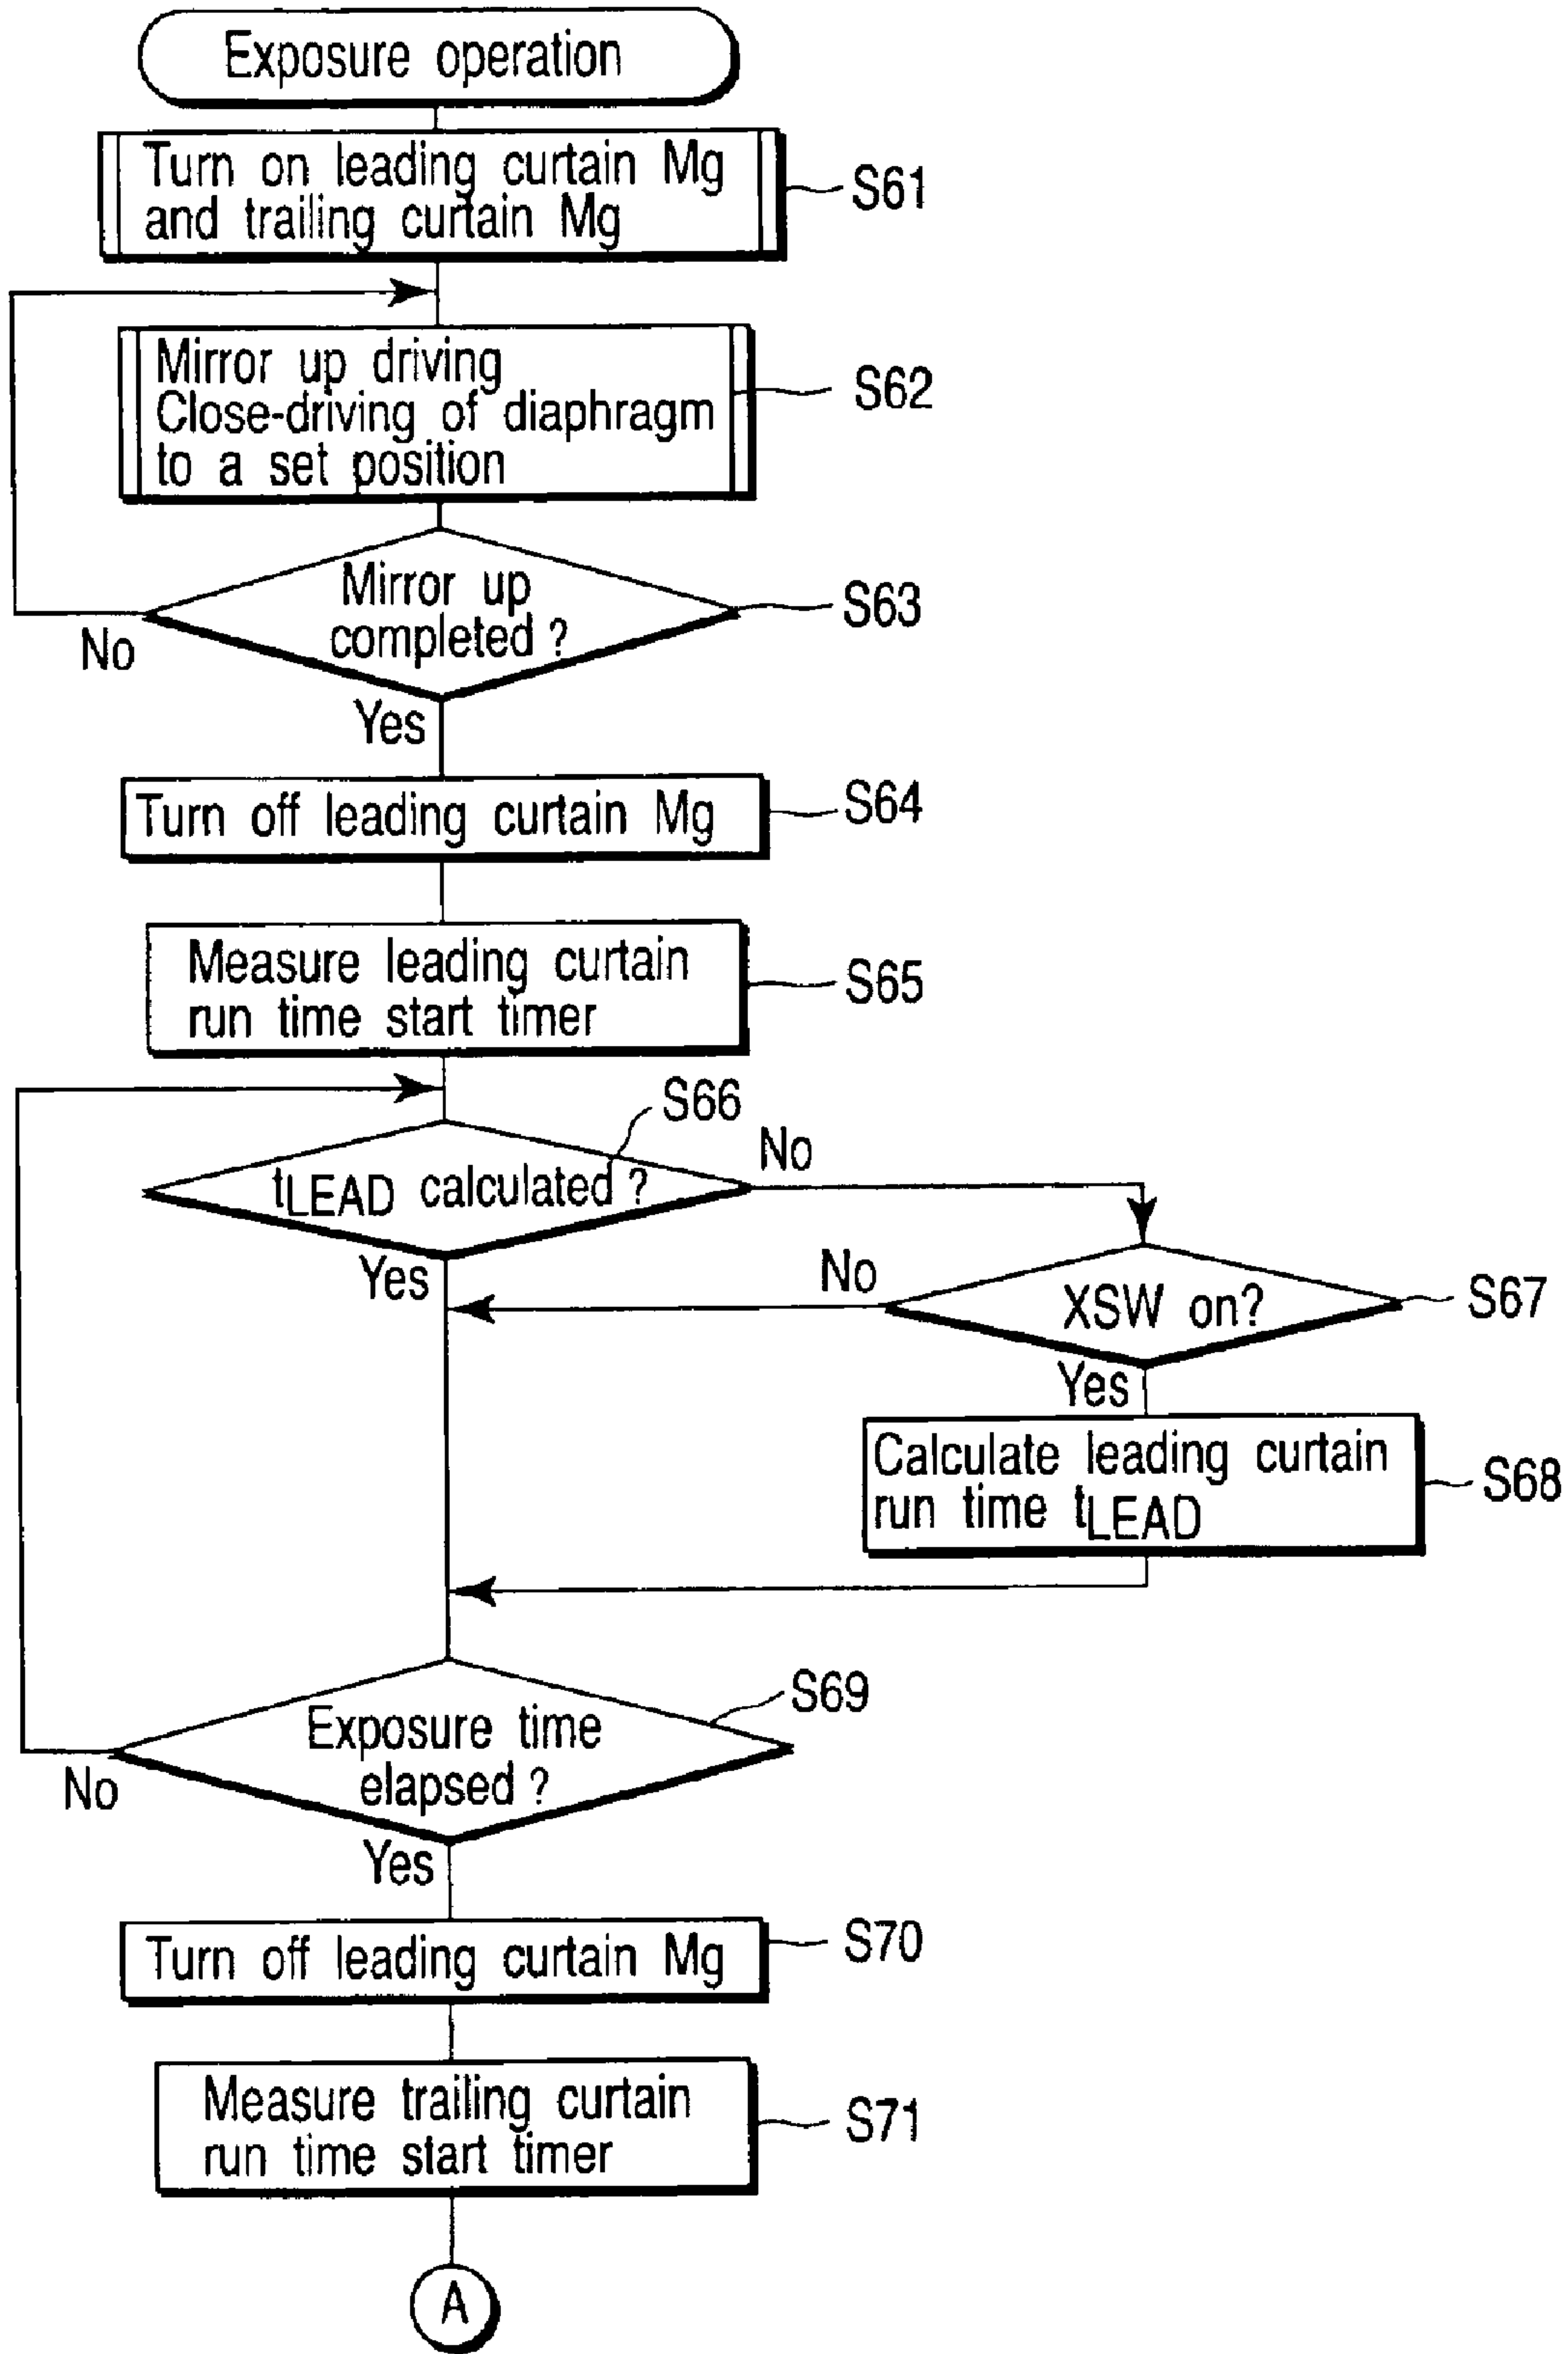 Exposure operation
Turn on leading curtain Mg
and trailing curtain Mg
S61
Mirror up driving
Close-driving of diaphragm
to a set position
S62
Mirror up
completed ?
S63
No
Yes
Turn off leading curtain Mg
S64
Measure leading curtain
run time start timer
S65
S66
tLEAD calculated ?
No
Yes
XSW on?
S67
No
Yes
Calculate leading curtain
run time tLEAD
S68
Exposure time
elapsed ?
S69
No
Yes
Turn off leading curtain Mg
S70
Measure trailing curtain
run time start timer
S71
A